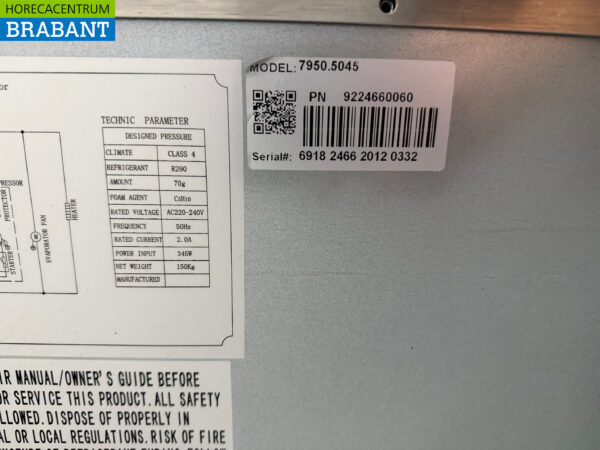 HORECACENTRUM
BRABANT
MODEL: 7950.5045
PN 9224660060
Serial#: 6918 2466 2012 0332
or
TECHNIC PARAMETER
DESIGNED PRESSURE
CLIMATE CLASS 4
REFRIGERANT R290
AMOUNT 70g
FOAM AGENT C5H10
RATED VOLTAGE AC220-240V
FREQUENCY 50Hz
RATED CURRENT 2.0A
POWER INPUT 345W
NET WEIGHT 150Kg
MANUFACTURED
PRESSOR
PROTECTOR
STARTER
EVAPORATOR FAN
HEATER
IR MANUAL/OWNER'S GUIDE BEFORE
OR SERVICE THIS PRODUCT. ALL SAFETY
LLOWED. DISPOSE OF PROPERLY IN
AL OR LOCAL REGULATIONS. RISK OF FIRE